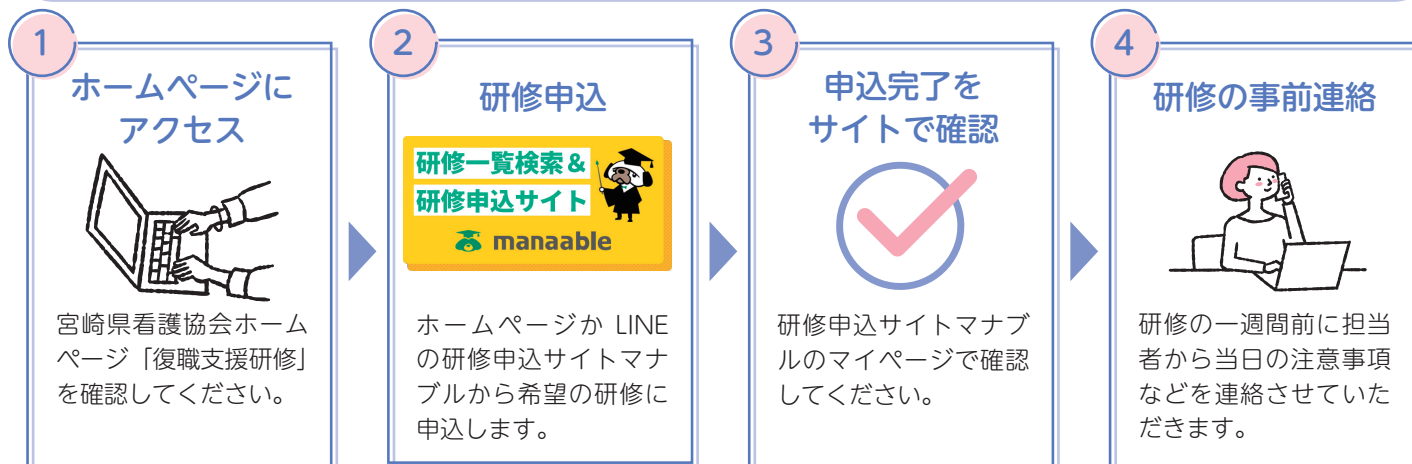 1
ホームページに
アクセス
宮崎県看護協会ホーム
ページ「復職支援研修」
を確認してください。
2
研修申込
研修一覧検索&
研修申込サイト
manaable
ホームページか LINE
の研修申込サイトマナ
ブルから希望の研修に
申込します。
3
申込完了を
サイトで確認
研修申込サイトマナブ
ルのマイページで確認
してください。
4
研修の事前連絡
研修の一週間前に担当
者から当日の注意事項
などを連絡させていた
だきます。